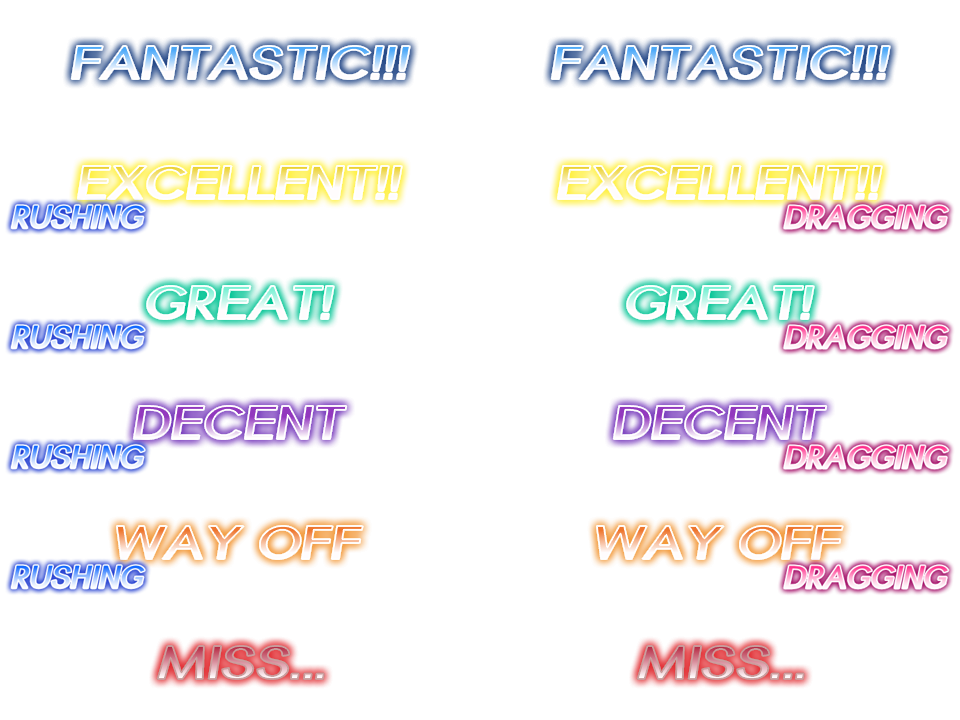 FANTASTIC!!! FANTASTIC!!!
EXCELLENT!! EXCELLENT!!
RUSHING DRAGGING
GREAT! GREAT!
RUSHING DRAGGING
DECENT DECENT
RUSHING DRAGGING
WAY OFF WAY OFF
RUSHING DRAGGING
MISS... MISS...